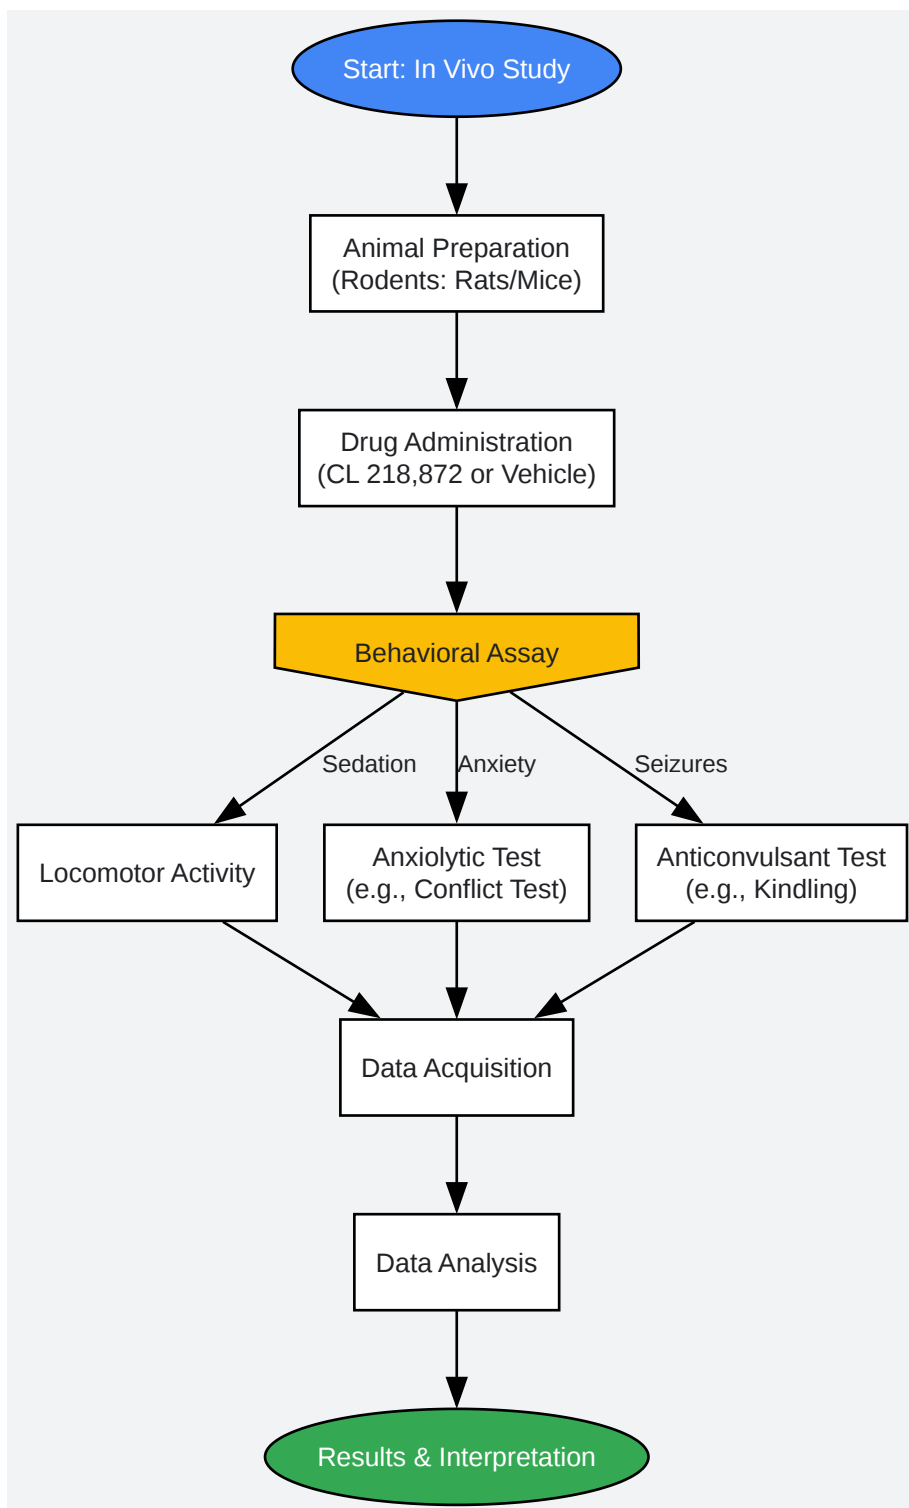 Start: In Vivo Study
Animal Preparation
(Rodents: Rats/Mice)
Drug Administration
(CL 218,872 or Vehicle)
Behavioral Assay
Sedation
Anxiety
Seizures
Locomotor Activity
Anxiolytic Test
(e.g., Conflict Test)
Anticonvulsant Test
(e.g., Kindling)
Data Acquisition
Data Analysis
Results & Interpretation